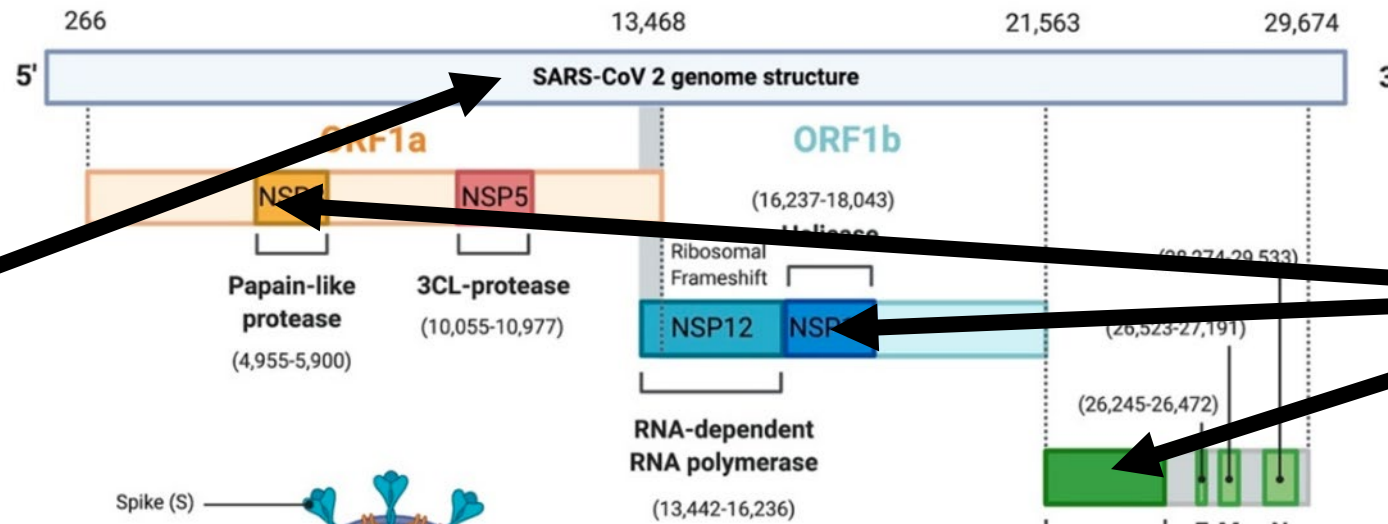 266 13,468 21,563 29,674
5' SARS-CoV 2 genome structure
ORF1a ORF1b
NSP5
(16,237-18,043)
Helicase
Ribosomal
Frameshift
Papain-like
protease
(4,955-5,900)
3CL-protease
(10,055-10,977)
NSP12
(26,523-27,191)
(26,245-26,472)
RNA-dependent
RNA polymerase
(13,442-16,236)
Spike (S)